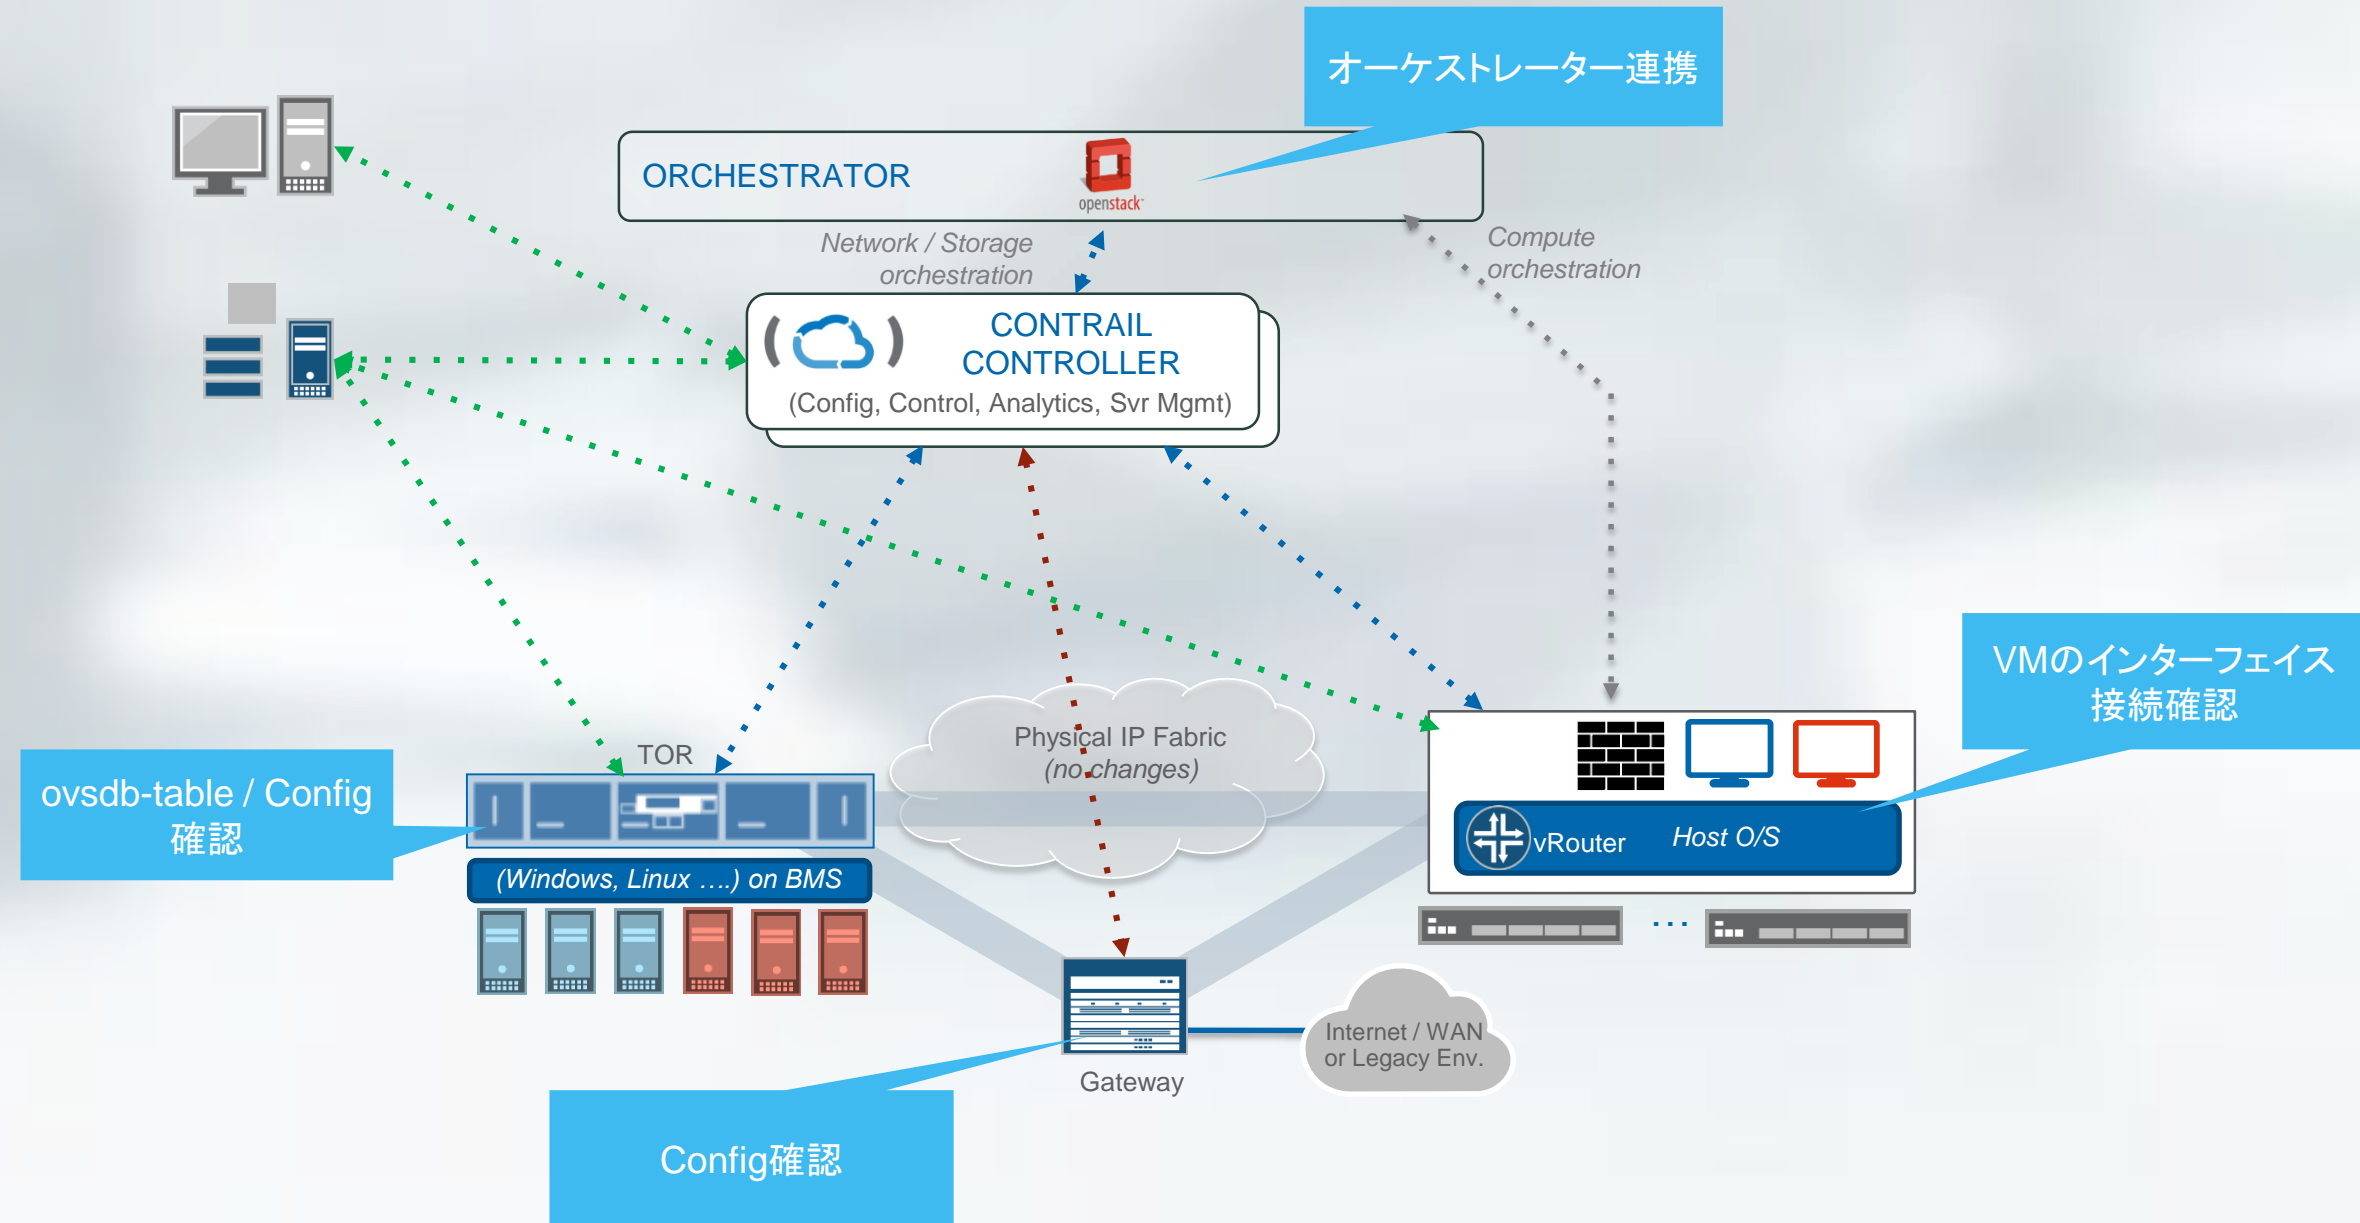 オーケストレーター連携
ORCHESTRATOR
openstack
Network / Storage
orchestration
Compute
orchestration
CONTRAIL
CONTROLLER
(Config, Control, Analytics, Svr Mgmt)
VMのインターフェイス
接続確認
Physical IP Fabric
(no changes)
TOR
ovsdb-table / Config
確認
vRouter Host O/S
(Windows, Linux ….) on BMS
...
Internet / WAN
or Legacy Env.
Gateway
Config確認